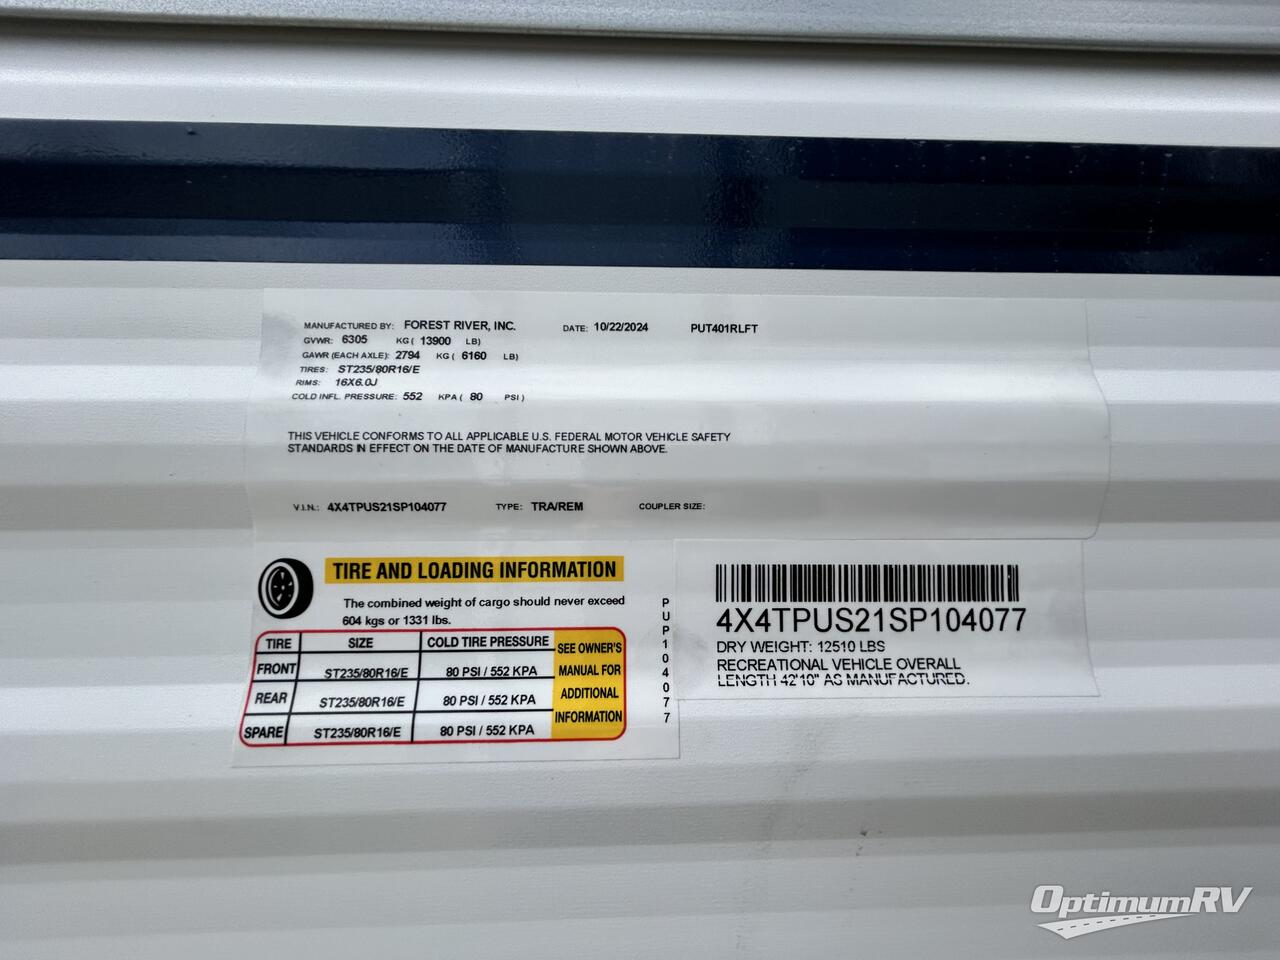 MANUFACTURED BY: FOREST RIVER, INC. DATE: 10/22/2024 PUT401RLFT
GVWR: 6305 KG ( 13900 LB)
GAWR (EACH AXLE): 2794 KG ( 6160 LB)
TIRES: ST235/80R16/E
RIMS: 16X6.0J
COLD INFL. PRESSURE: 552 KPA ( 80 PSI )
THIS VEHICLE CONFORMS TO ALL APPLICABLE U.S. FEDERAL MOTOR VEHICLE SAFETY
STANDARDS IN EFFECT ON THE DATE OF MANUFACTURE SHOWN ABOVE.
V.I.N.: 4X4TPUS21SP104077 TYPE: TRA/REM COUPLER SIZE:
TIRE AND LOADING INFORMATION
The combined weight of cargo should never exceed
604 kgs or 1331 lbs.
TIRE SIZE COLD TIRE PRESSURE
FRONT ST235/80R16/E 80 PSI / 552 KPA
REAR ST235/80R16/E 80 PSI / 552 KPA
SPARE ST235/80R16/E 80 PSI / 552 KPA
SEE OWNER'S
MANUAL FOR
ADDITIONAL
INFORMATION
PUP104077
4X4TPUS21SP104077
DRY WEIGHT: 12510 LBS
RECREATIONAL VEHICLE OVERALL
LENGTH 42'10" AS MANUFACTURED.
OptimumRV